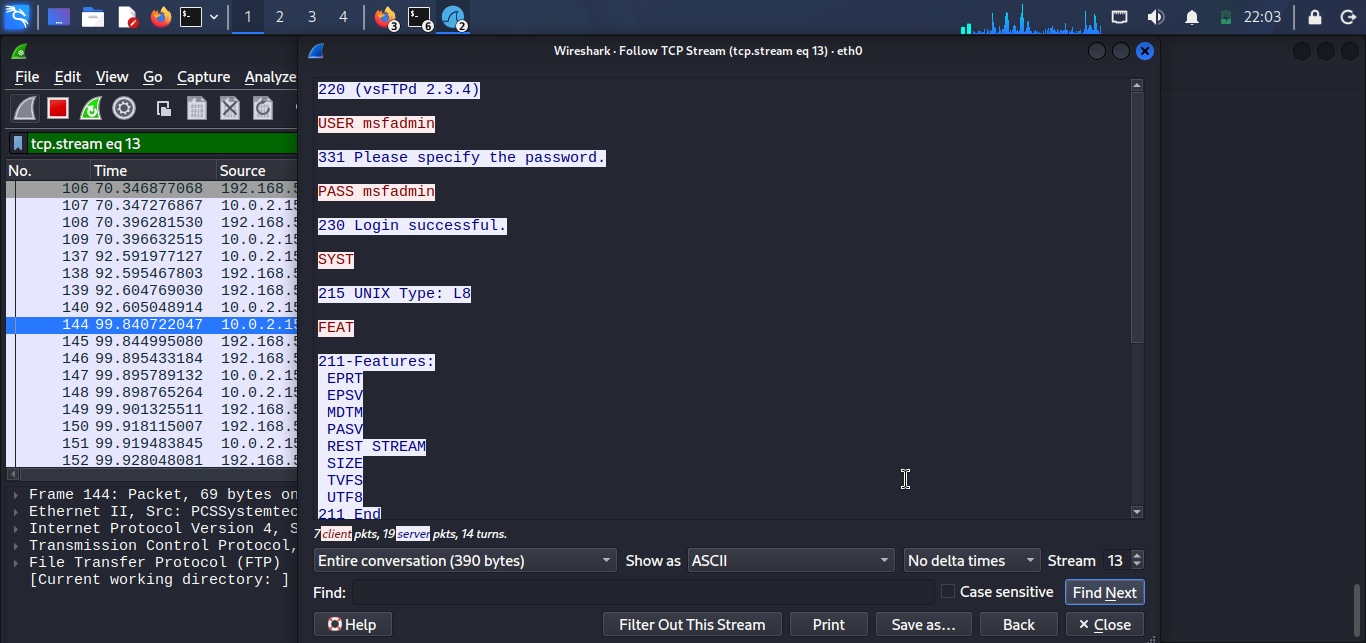 1 2 3 4 3 6 2 22:03
Wireshark · Follow TCP Stream (tcp.stream eq 13) · eth0
File Edit View Go Capture Analyze
tcp.stream eq 13
No. Time Source
106 70.346877068 192.168.5
107 70.347276867 10.0.2.15
108 70.396281530 192.168.5
109 70.396632515 10.0.2.15
137 92.591977127 10.0.2.15
138 92.595467803 192.168.5
139 92.604769030 192.168.5
140 92.605048914 10.0.2.15
144 99.840722047 10.0.2.15
145 99.844995080 192.168.5
146 99.895433184 192.168.5
147 99.895789132 10.0.2.15
148 99.898765264 10.0.2.15
149 99.901325511 192.168.5
150 99.918115007 192.168.5
151 99.919483845 10.0.2.15
152 99.928048081 192.168.5
Frame 144: Packet, 69 bytes on
Ethernet II, Src: PCSSystemtec
Internet Protocol Version 4, S
Transmission Control Protocol,
File Transfer Protocol (FTP)
[Current working directory: ]
220 (vsFTPd 2.3.4)
USER msfadmin
331 Please specify the password.
PASS msfadmin
230 Login successful.
SYST
215 UNIX Type: L8
FEAT
211-Features:
EPRT
EPSV
MDTM
PASV
REST STREAM
SIZE
TVFS
UTF8
211 End
7 client pkts, 19 server pkts, 14 turns.
Entire conversation (390 bytes) Show as ASCII No delta times Stream 13
Find: Case sensitive Find Next
Help Filter Out This Stream Print Save as… Back × Close